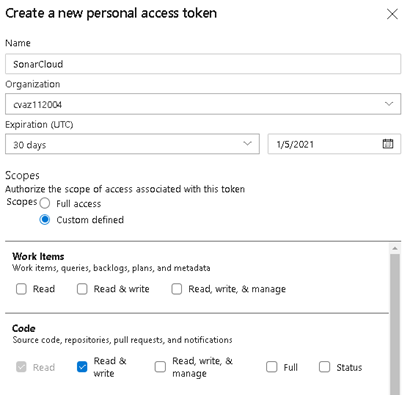 Create a new personal access token
Name
SonarCloud
Organization
cvaz112004
Expiration (UTC)
30 days 1/5/2021
Scopes
Authorize the scope of access associated with this token
Scopes Full access
Custom defined
Work Items
Work items, queries, backlogs, plans, and metadata
Read Read & write Read, write, & manage
Code
Source code, repositories, pull requests, and notifications
Read Read & write Read, write, & manage Full Status